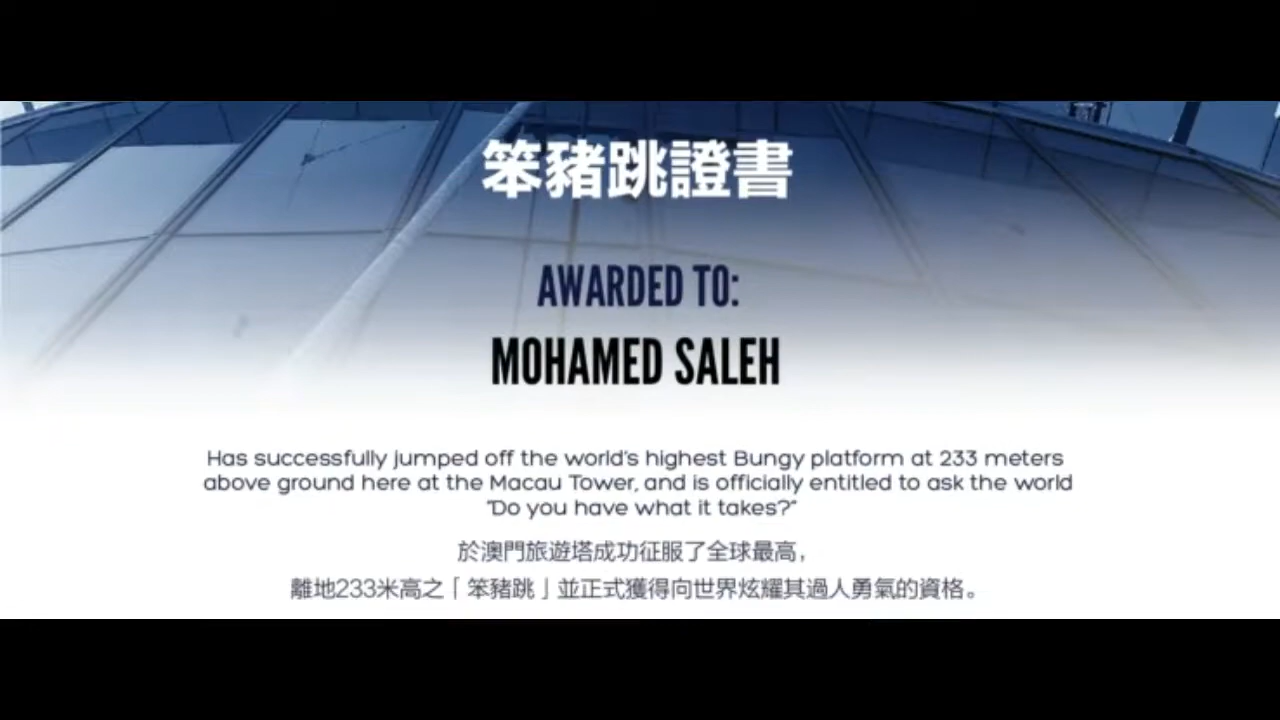 笨豬跳證書
AWARDED TO:
MOHAMED SALEH
Has successfully jumped off the world's highest Bungy platform at 233 meters
above ground here at the Macau Tower, and is officially entitled to ask the world
"Do you have what it takes?"
於澳門旅遊塔成功征服了全球最高，
離地233米高之「笨豬跳」並正式獲得向世界炫耀其過人勇氣的資格。